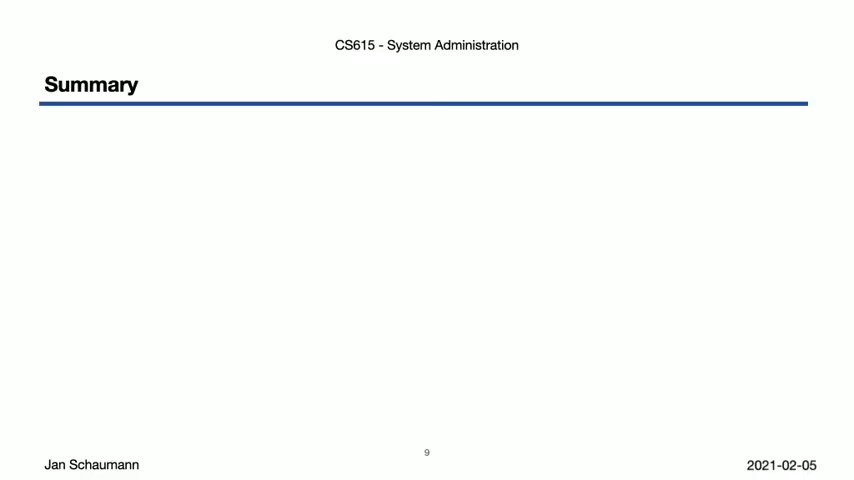 CS615 - System Administration
Summary
9
Jan Schaumann
2021-02-05